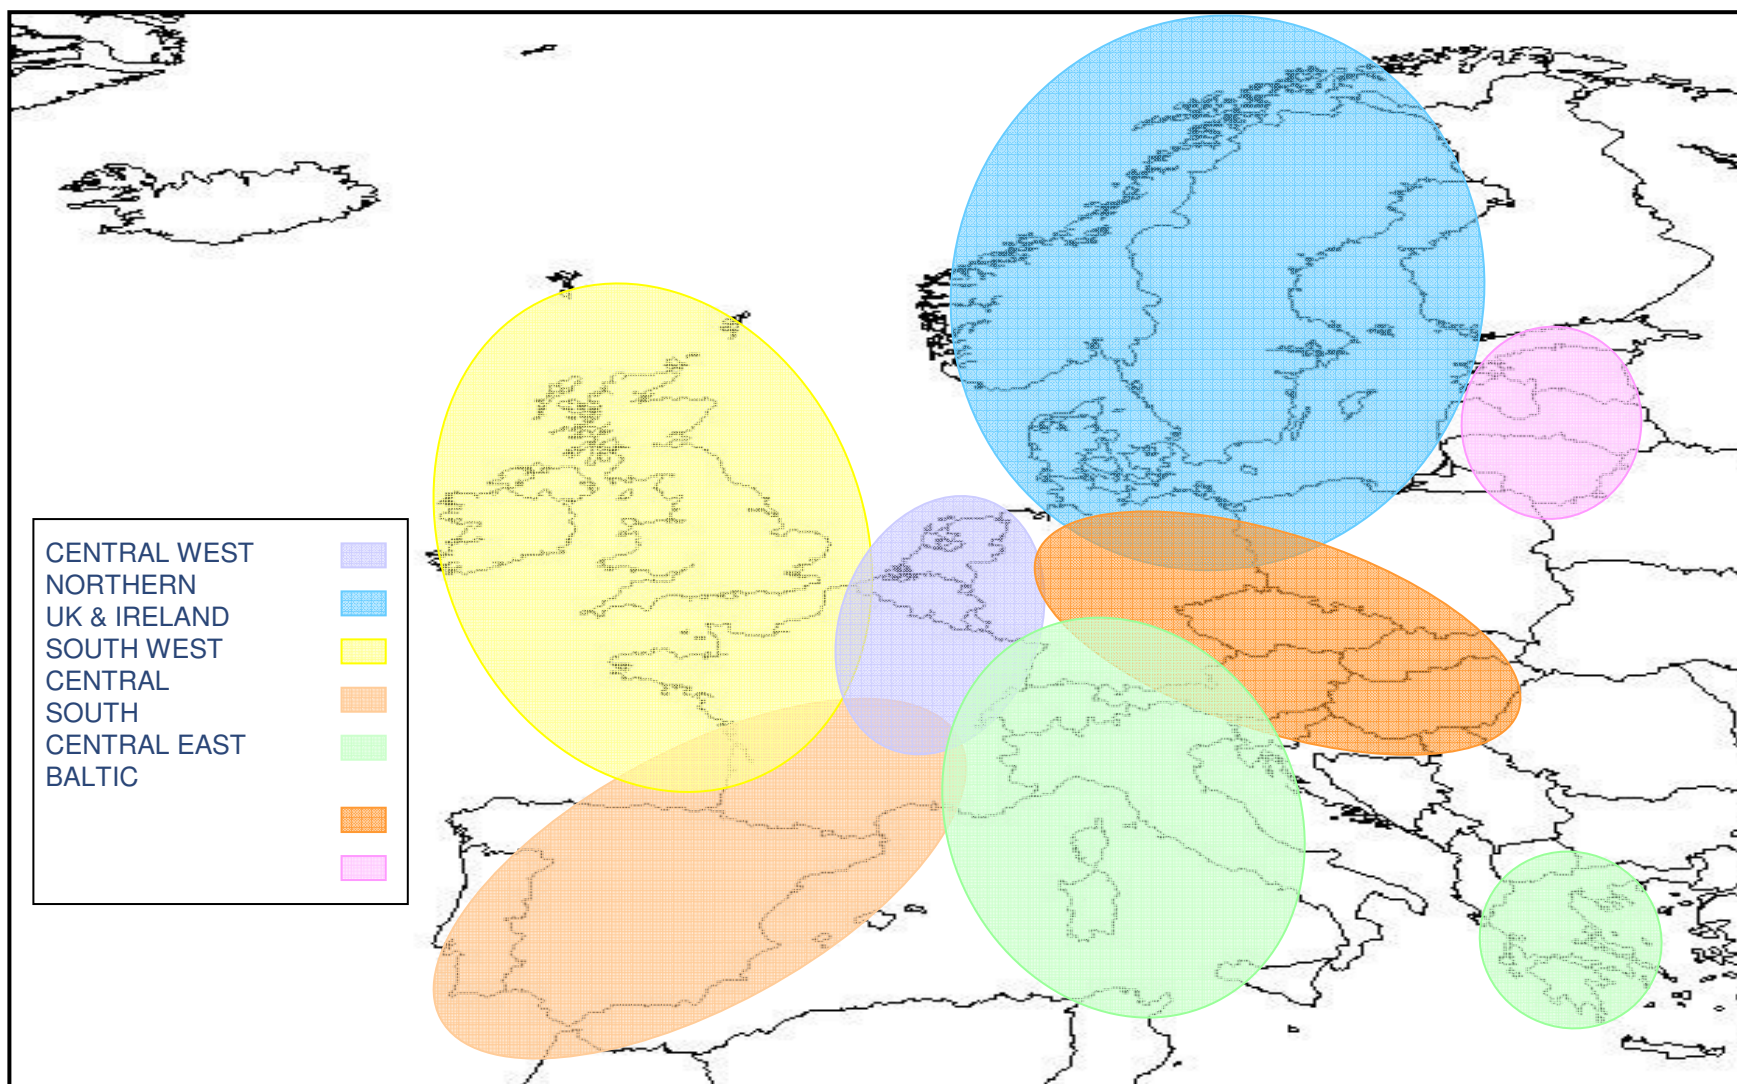 CENTRAL WEST
NORTHERN
UK & IRELAND
SOUTH WEST
CENTRAL
SOUTH
CENTRAL EAST
BALTIC